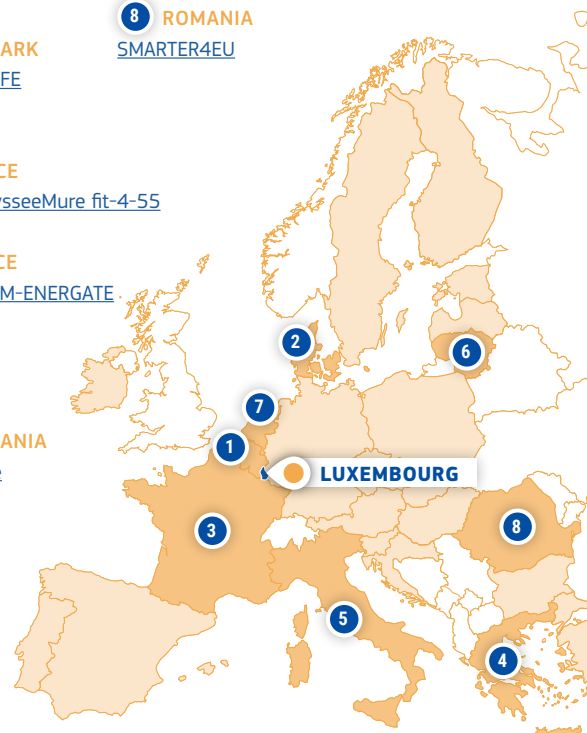 8 ROMANIA
SMARTER4EU
ARK
FE
CE
sseeMure fit-4-55
CE
M-ENERGATE
ANIA
2
6
7
1
LUXEMBOURG
3
8
5
4